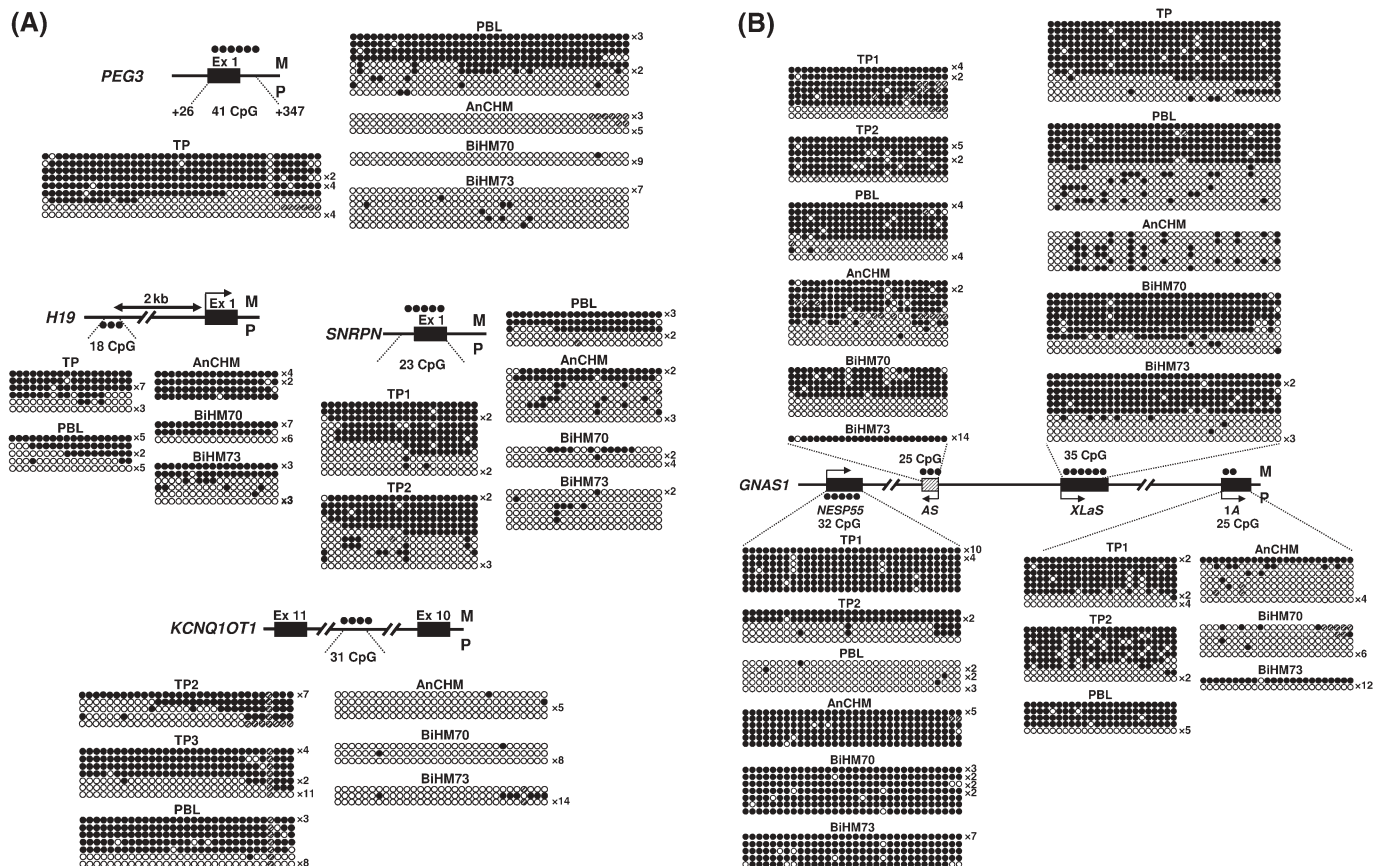 (A)
PEG3
Ex 1
M
P
+26
41 CpG
+347
TP
×2
×4
×4
PBL
×3
×2
AnCHM
×3
×5
BiHM70
×9
BiHM73
×7
H19
2 kb
Ex 1
M
P
18 CpG
TP
×7
×3
PBL
×5
×2
×5
AnCHM
×4
×2
BiHM70
×7
×6
BiHM73
×3
×3
SNRPN
Ex 1
M
P
23 CpG
TP1
×2
×2
TP2
×2
×3
PBL
×3
×2
AnCHM
×2
×3
BiHM70
×2
×4
BiHM73
×2
KCNQ1OT1
Ex 11
Ex 10
M
P
31 CpG
TP2
×7
TP3
×4
×2
×11
PBL
×3
×8
AnCHM
×5
BiHM70
×8
BiHM73
×14
(B)
TP1
×4
×2
TP2
×5
×2
PBL
×4
×4
AnCHM
×2
BiHM70
BiHM73
×14
TP
PBL
AnCHM
BiHM70
BiHM73
×2
×3
GNAS1
25 CpG
35 CpG
M
P
NESP55
32 CpG
AS
XLaS
1A
25 CpG
TP1
×10
×4
TP2
×2
PBL
×2
×2
×3
AnCHM
×5
BiHM70
×3
×2
×2
×2
BiHM73
×7
TP1
×2
×2
×4
TP2
×2
PBL
×5
AnCHM
×4
BiHM70
×6
BiHM73
×12